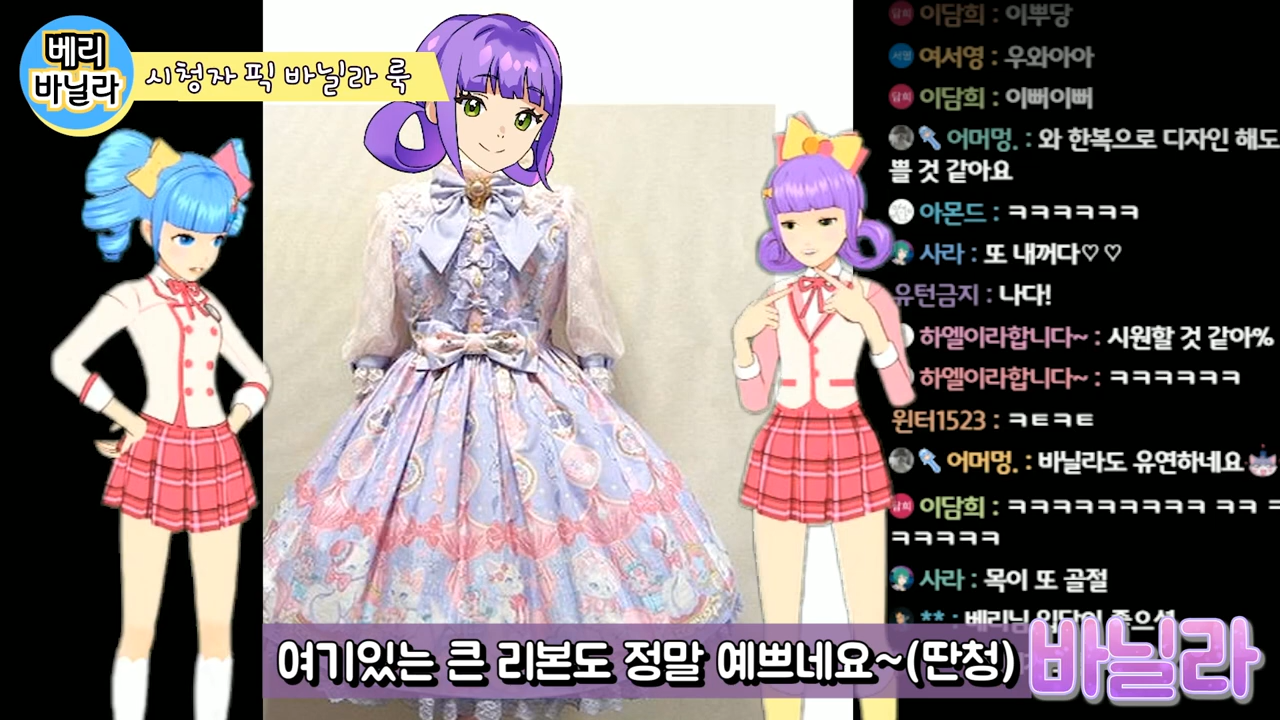 베리
바닐라
시청자 픽 바닐라 룩
이담희 : 이뿌당
여서영 : 우와아아
이담희 : 이뻐이뻐
어머멍. : 와 한복으로 디자인 해도
쁠 것 같아요
아몬드 : ㅋㅋㅋㅋㅋㅋ
사라 : 또 내꺼다♡♡
유턴금지 : 나다!
하엘이라합니다~ : 시원할 것 같아%
하엘이라합니다~ : ㅋㅋㅋㅋㅋㅋ
윈터1523 : ㅋㅌㅋㅌ
어머멍. : 바닐라도 유연하네요
이담희 : ㅋㅋㅋㅋㅋㅋㅋㅋㅋ ㅋㅋ ㅋ
ㅋㅋㅋㅋㅋ
사라 : 목이 또 골절
** : 베리님
여기있는 큰 리본도 정말 예쁘네요~(딴청)
바닐라